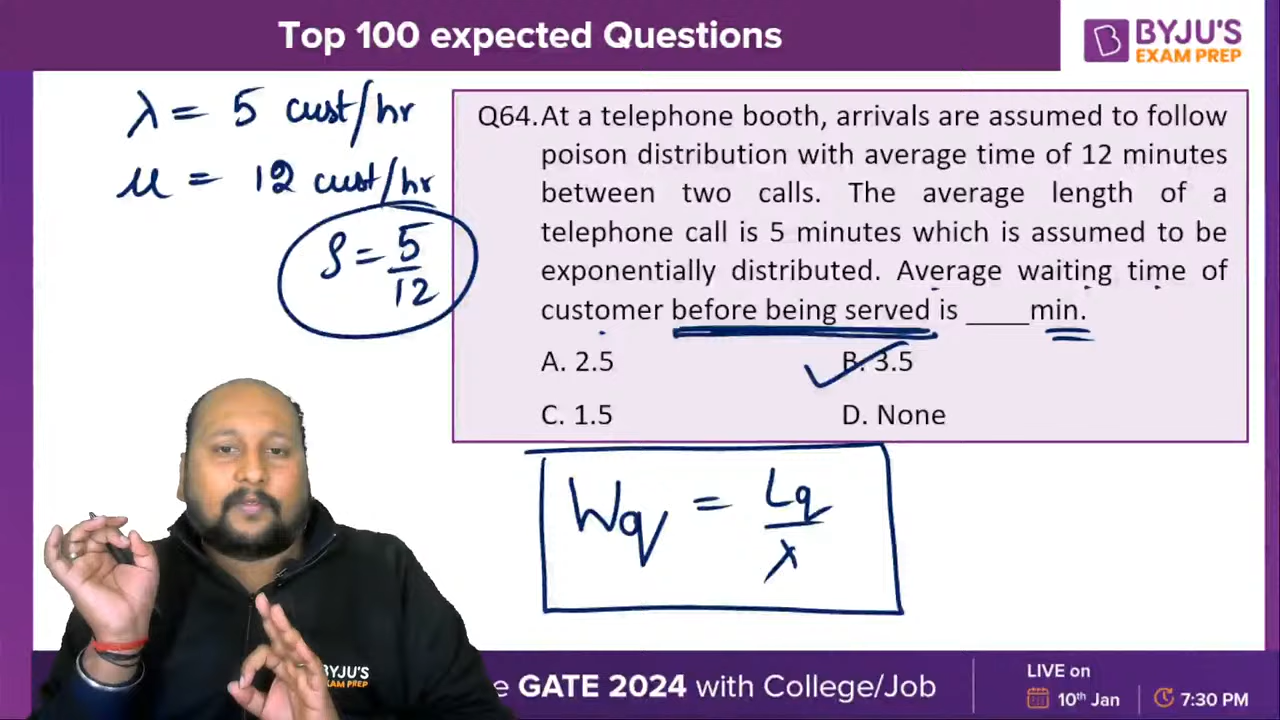 Top 100 expected Questions
BYJU'S
EXAM PREP
λ = 5 cust/hr
μ = 12 cust/hr
ρ = 5/12
Q64. At a telephone booth, arrivals are assumed to follow
poison distribution with average time of 12 minutes
between two calls. The average length of a
telephone call is 5 minutes which is assumed to be
exponentially distributed. Average waiting time of
customer before being served is ____min.
A. 2.5 B. 3.5
C. 1.5 D. None
Wq = Lq/λ
BYJU'S
EXAM PREP
GATE 2024 with College/Job
LIVE on
10th Jan 7:30 PM